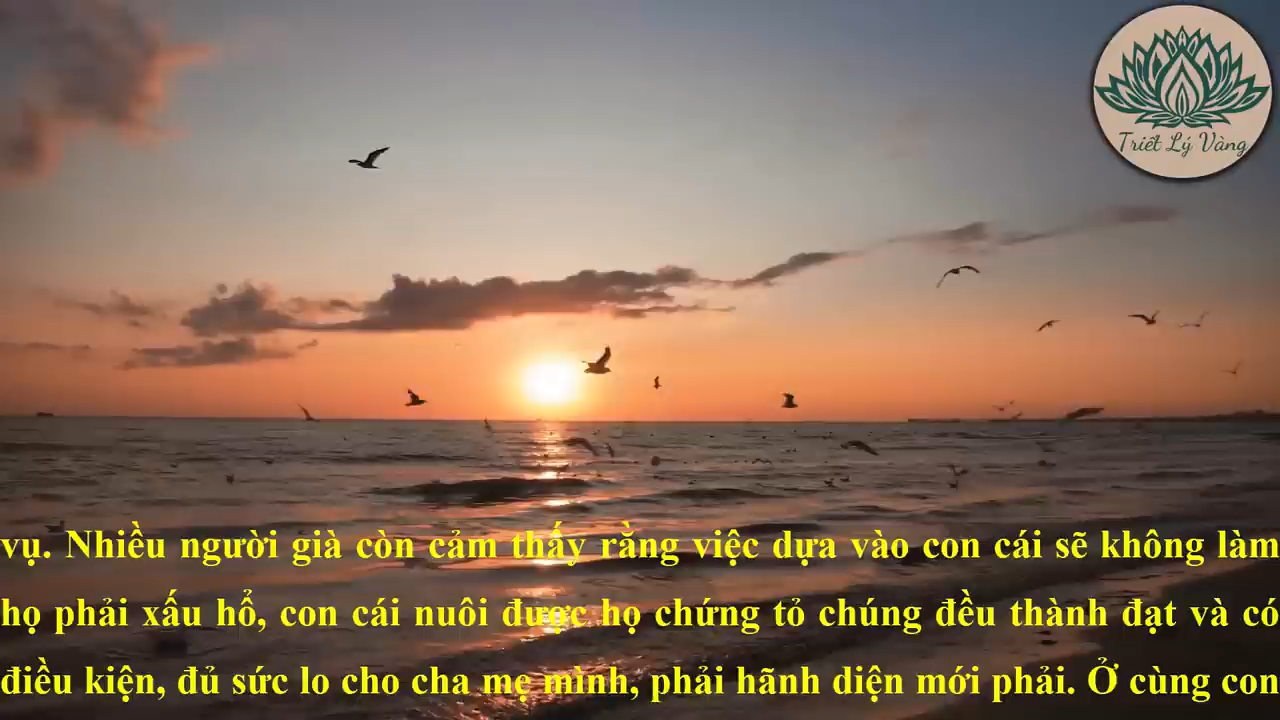 Triết Lý Vàng
vụ. Nhiều người già còn cảm thấy rằng việc dựa vào con cái sẽ không làm
họ phải xấu hổ, con cái nuôi được họ chứng tỏ chúng đều thành đạt và có
điều kiện, đủ sức lo cho cha mẹ mình, phải hãnh diện mới phải. Ở cùng con